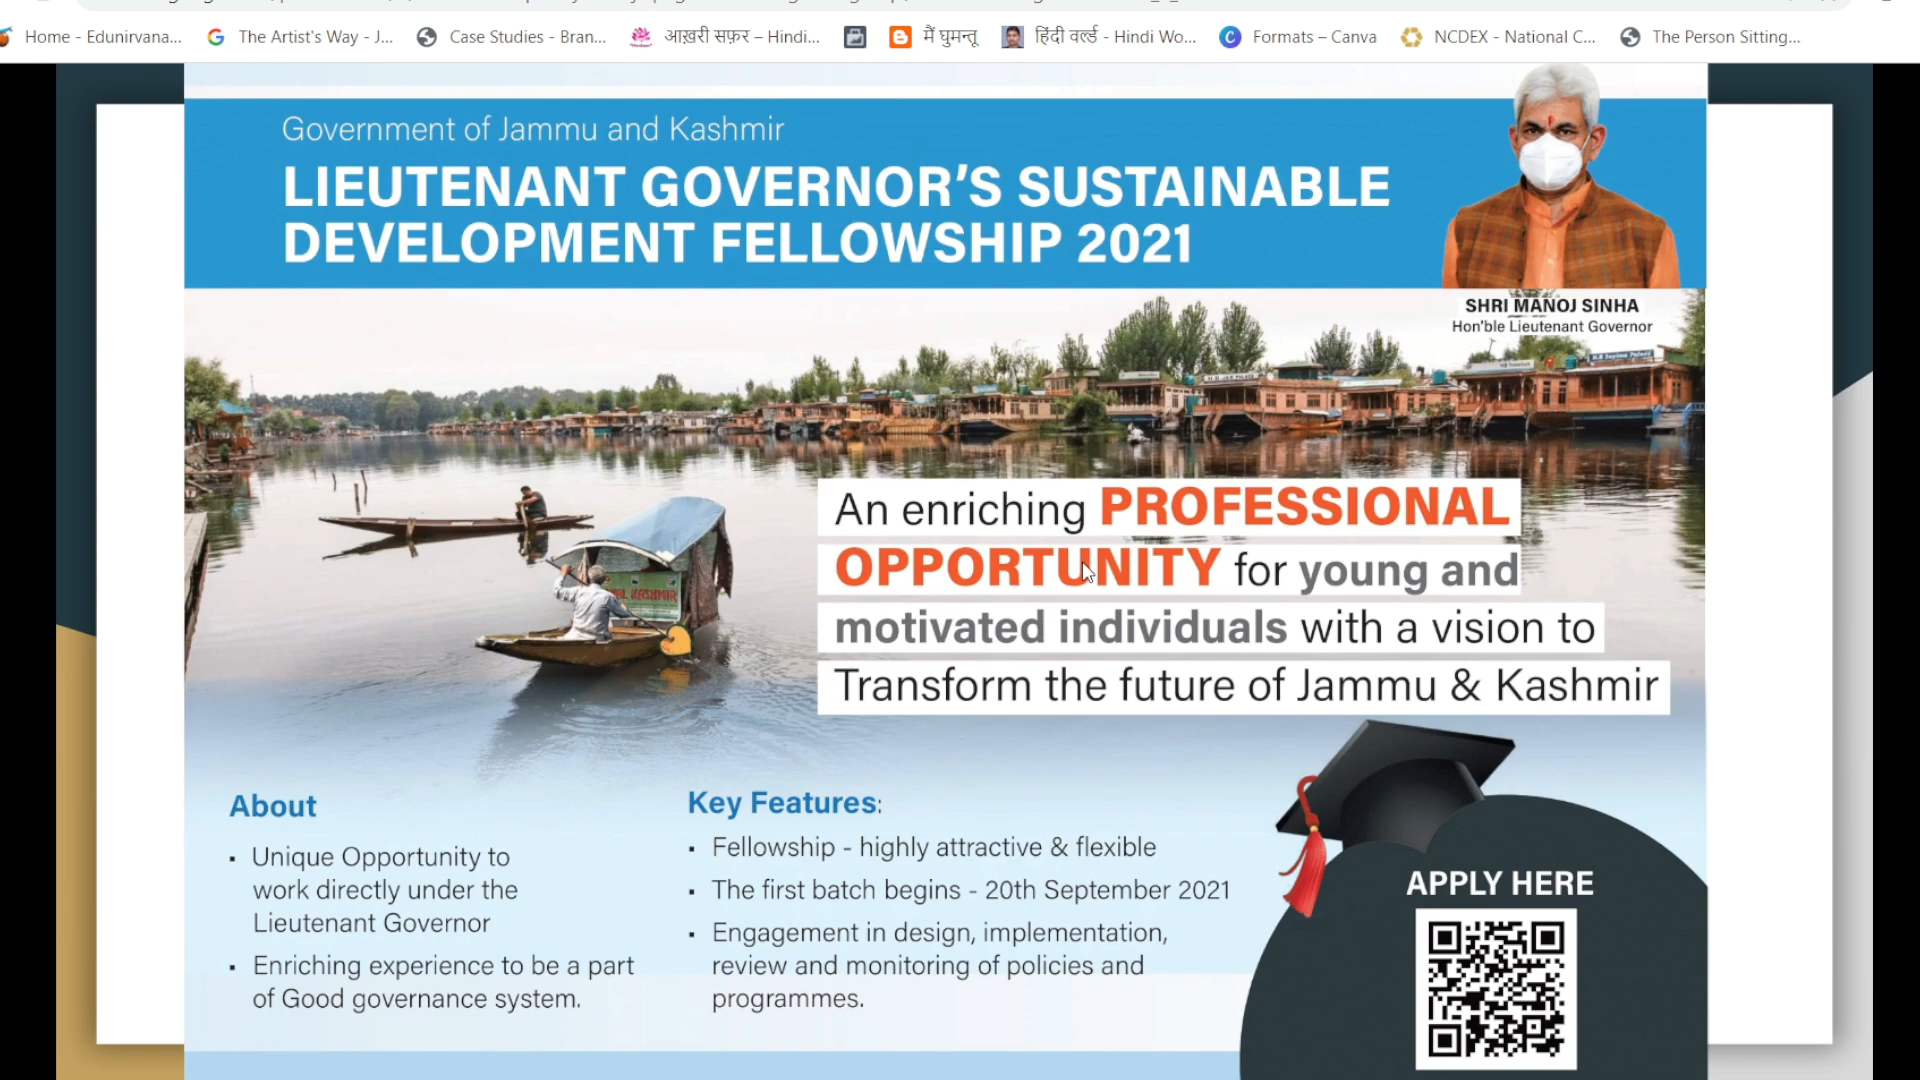 Home - Edunirvana...
The Artist's Way - J...
Case Studies - Bran...
आख़री सफ़र – Hindi...
मैं घुमन्तू
हिंदी वर्ल्ड - Hindi Wo...
Formats – Canva
NCDEX - National C...
The Person Sitting...
Government of Jammu and Kashmir
LIEUTENANT GOVERNOR'S SUSTAINABLE
DEVELOPMENT FELLOWSHIP 2021
SHRI MANOJ SINHA
Hon'ble Lieutenant Governor
An enriching PROFESSIONAL
OPPORTUNITY for young and
motivated individuals with a vision to
Transform the future of Jammu & Kashmir
About
▪ Unique Opportunity to
work directly under the
Lieutenant Governor
▪ Enriching experience to be a part
of Good governance system.
Key Features:
▪ Fellowship - highly attractive & flexible
▪ The first batch begins - 20th September 2021
▪ Engagement in design, implementation,
review and monitoring of policies and
programmes.
APPLY HERE